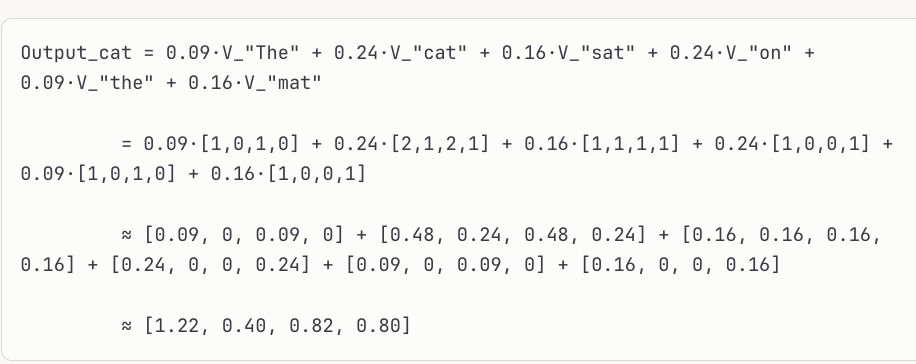 Output_cat = 0.09·V_"The" + 0.24·V_"cat" + 0.16·V_"sat" + 0.24·V_"on" +
0.09·V_"the" + 0.16·V_"mat"
= 0.09·[1,0,1,0] + 0.24·[2,1,2,1] + 0.16·[1,1,1,1] + 0.24·[1,0,0,1] +
0.09·[1,0,1,0] + 0.16·[1,0,0,1]
≈ [0.09, 0, 0.09, 0] + [0.48, 0.24, 0.48, 0.24] + [0.16, 0.16, 0.16,
0.16] + [0.24, 0, 0, 0.24] + [0.09, 0, 0.09, 0] + [0.16, 0, 0, 0.16]
≈ [1.22, 0.40, 0.82, 0.80]